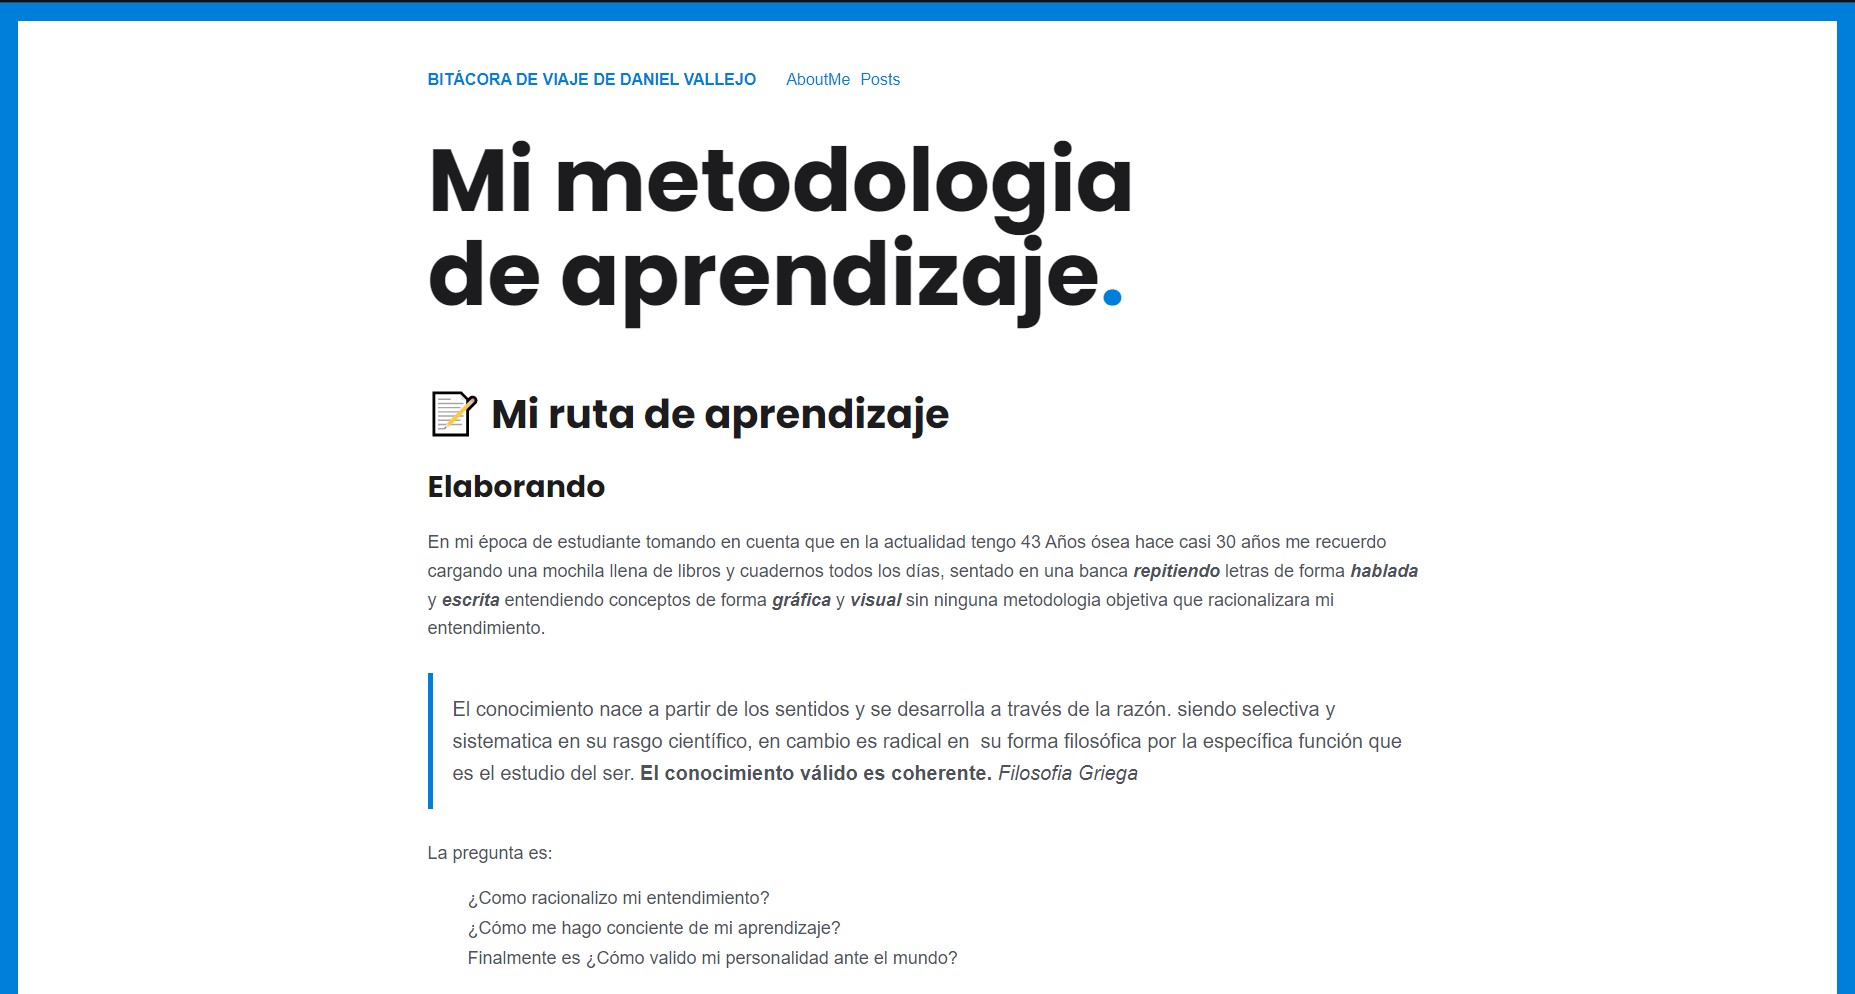 BITÁCORA DE VIAJE DE DANIEL VALLEJO AboutMe Posts
Mi metodologia
de aprendizaje.
Mi ruta de aprendizaje
Elaborando
En mi época de estudiante tomando en cuenta que en la actualidad tengo 43 Años ósea hace casi 30 años me recuerdo
cargando una mochila llena de libros y cuadernos todos los días, sentado en una banca repitiendo letras de forma hablada
y escrita entendiendo conceptos de forma gráfica y visual sin ninguna metodologia objetiva que racionalizara mi
entendimiento.
El conocimiento nace a partir de los sentidos y se desarrolla a través de la razón. siendo selectiva y
sistematica en su rasgo científico, en cambio es radical en  su forma filosófica por la específica función que
es el estudio del ser. El conocimiento válido es coherente. Filosofia Griega
La pregunta es:
¿Como racionalizo mi entendimiento?
¿Cómo me hago conciente de mi aprendizaje?
Finalmente es ¿Cómo valido mi personalidad ante el mundo?